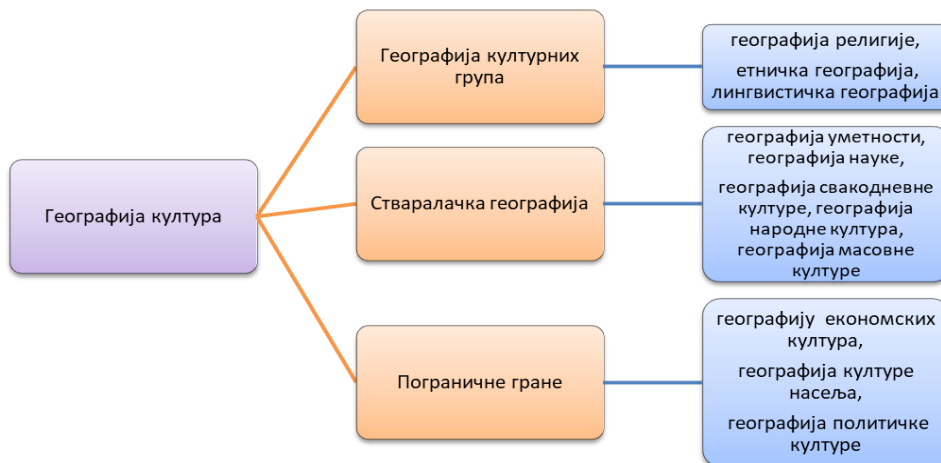 Географија култура
Географија културних
група
географија религије,
етничка географија,
лингвистичка географија
Стваралачка географија
географија уметности,
географија науке,
географија свакодневне
културе, географија
народне култура,
географија масовне
културе
Пограничне гране
географију економских
култура,
географија културе
насеља,
географија политичке
културе